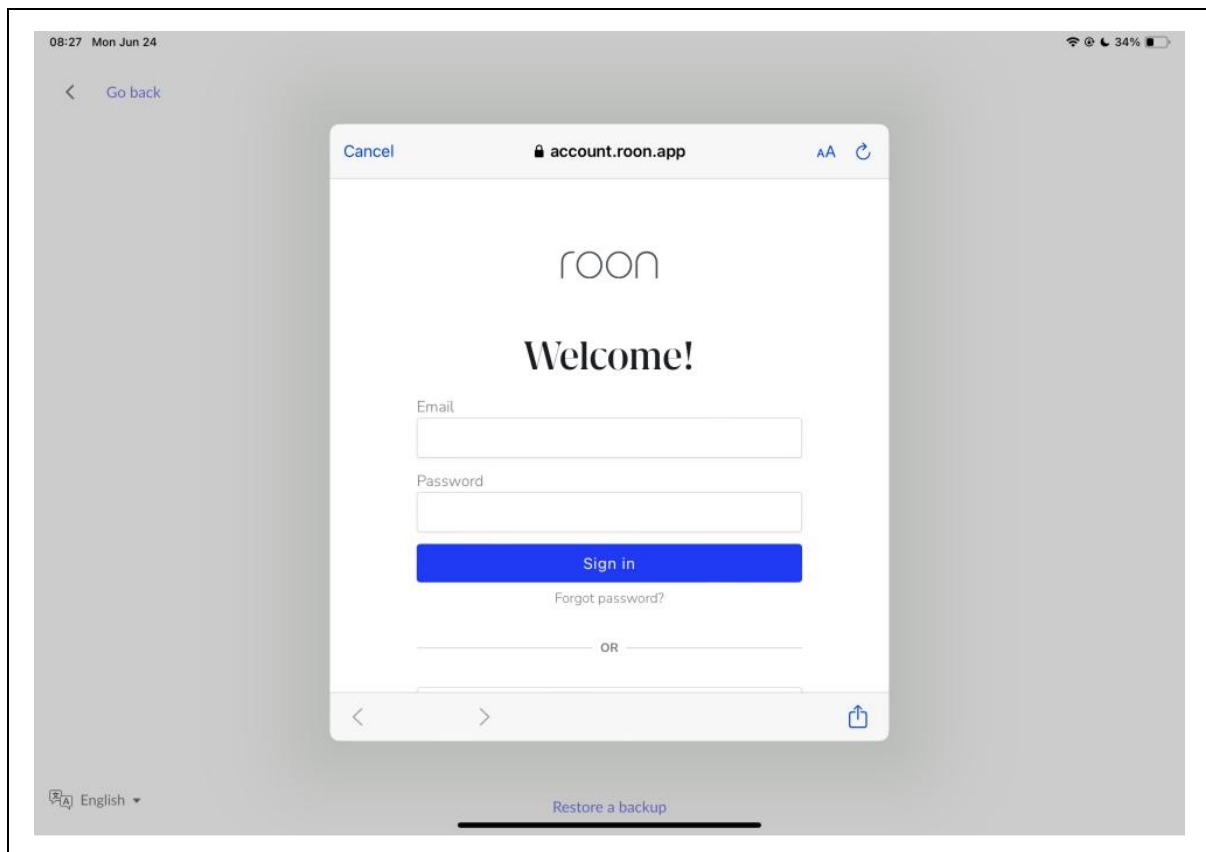 08:27 Mon Jun 24 34%
Go back
Cancel account.roon.app AA
roon
Welcome!
Email
Password
Sign in
Forgot password?
OR
English
Restore a backup